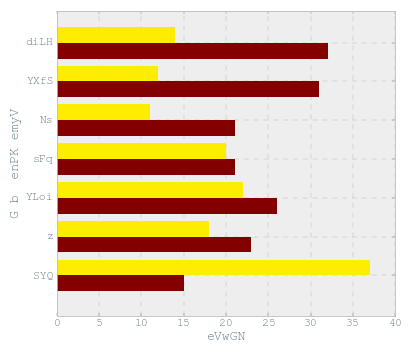 diLH
YXfS
Ns
sFq
YLoi
z
SYQ
G b enPK emyV
0 5 10 15 20 25 30 35 40
eVwGN